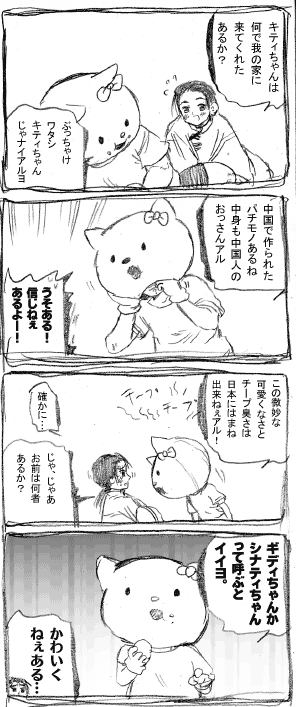 キティちゃんは
何で我の家に
来てくれた
あるか?
ぶっちゃけ
ワタシ
キティちゃん
じゃナイアルヨ
中国で作られた
パチモノあるね
中身も中国人の
おっさんアル
うそある!
信じねぇ
あるよー!
この微妙な
可愛くなさと
チープ臭さは
日本にはまね
出来ねぇアル!
チープ〜
チープ〜
確かに…
じゃ、じゃあ
お前は何者
あるか?
ギティちゃんか
シナティちゃん
って呼ぶと
イイヨ。
かわいく
ねぇある…